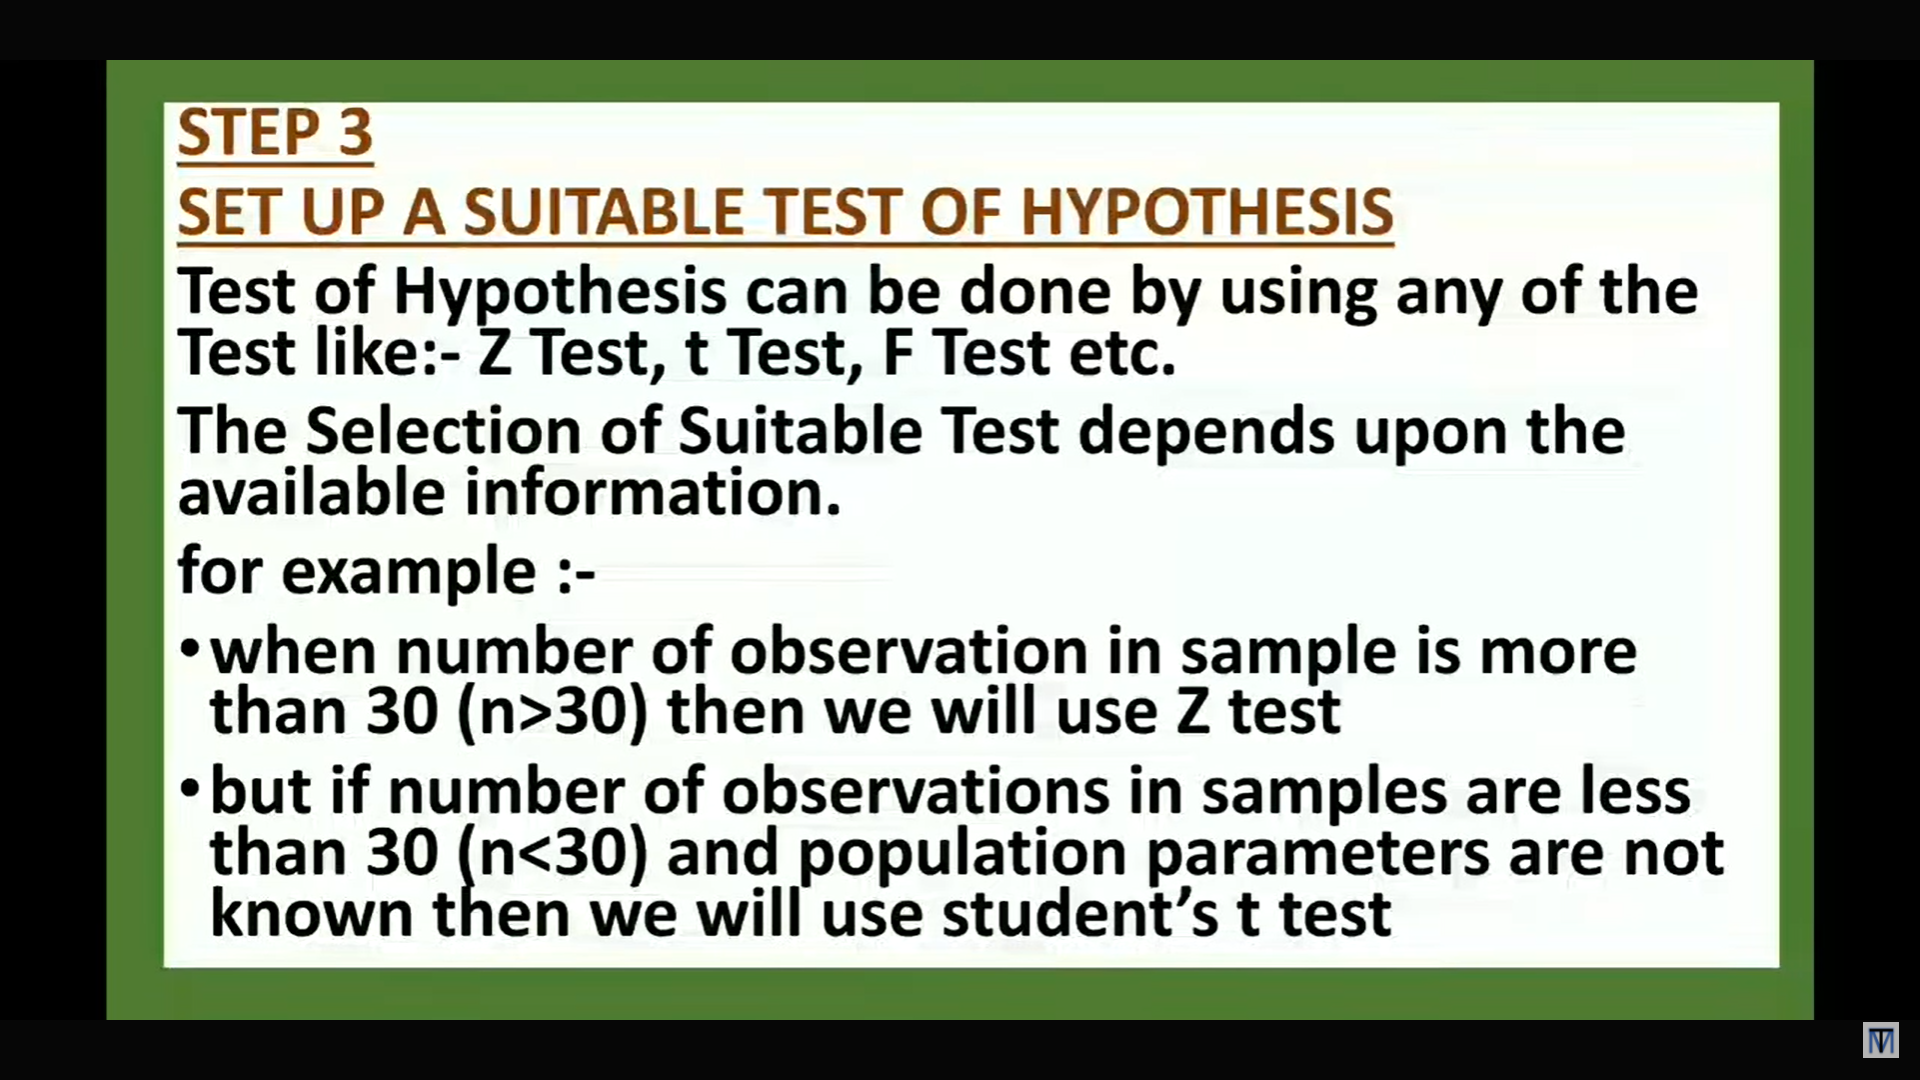 STEP 3
SET UP A SUITABLE TEST OF HYPOTHESIS
Test of Hypothesis can be done by using any of the
Test like:- Z Test, t Test, F Test etc.
The Selection of Suitable Test depends upon the
available information.
for example :-
•when number of observation in sample is more
than 30 (n>30) then we will use Z test
•but if number of observations in samples are less
than 30 (n<30) and population parameters are not
known then we will use student’s t test
TM